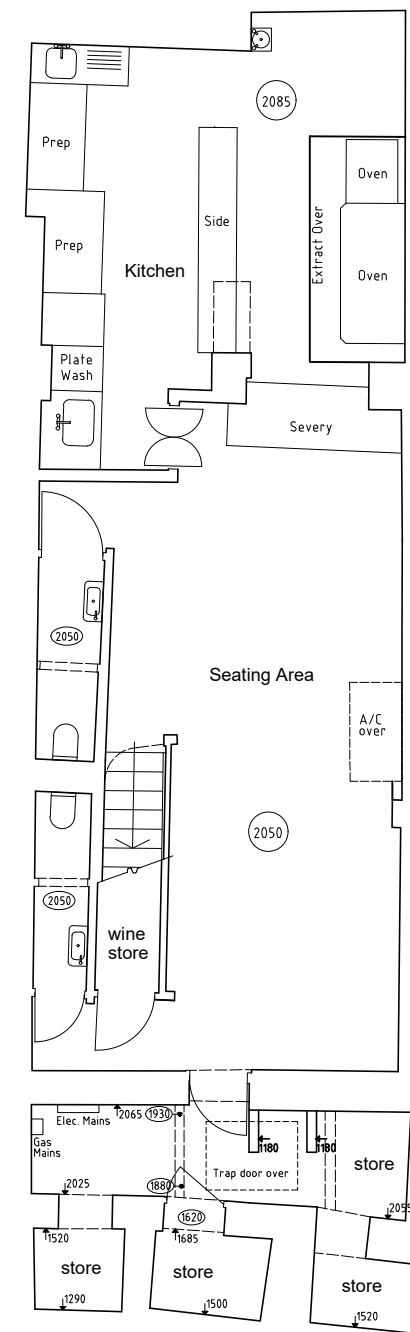 2085
Prep
Oven
Side
Extract Over
Prep
Kitchen
Oven
Plate
Wash
Severy
2050
Seating Area
A/C
over
2050
2050
wine
store
2065
1930
Elec. Mains
Gas
Mains
1180
1180
Trap door over
store
2025
1880
2055
1620
1520
1685
store
store
store
1290
1500
1520